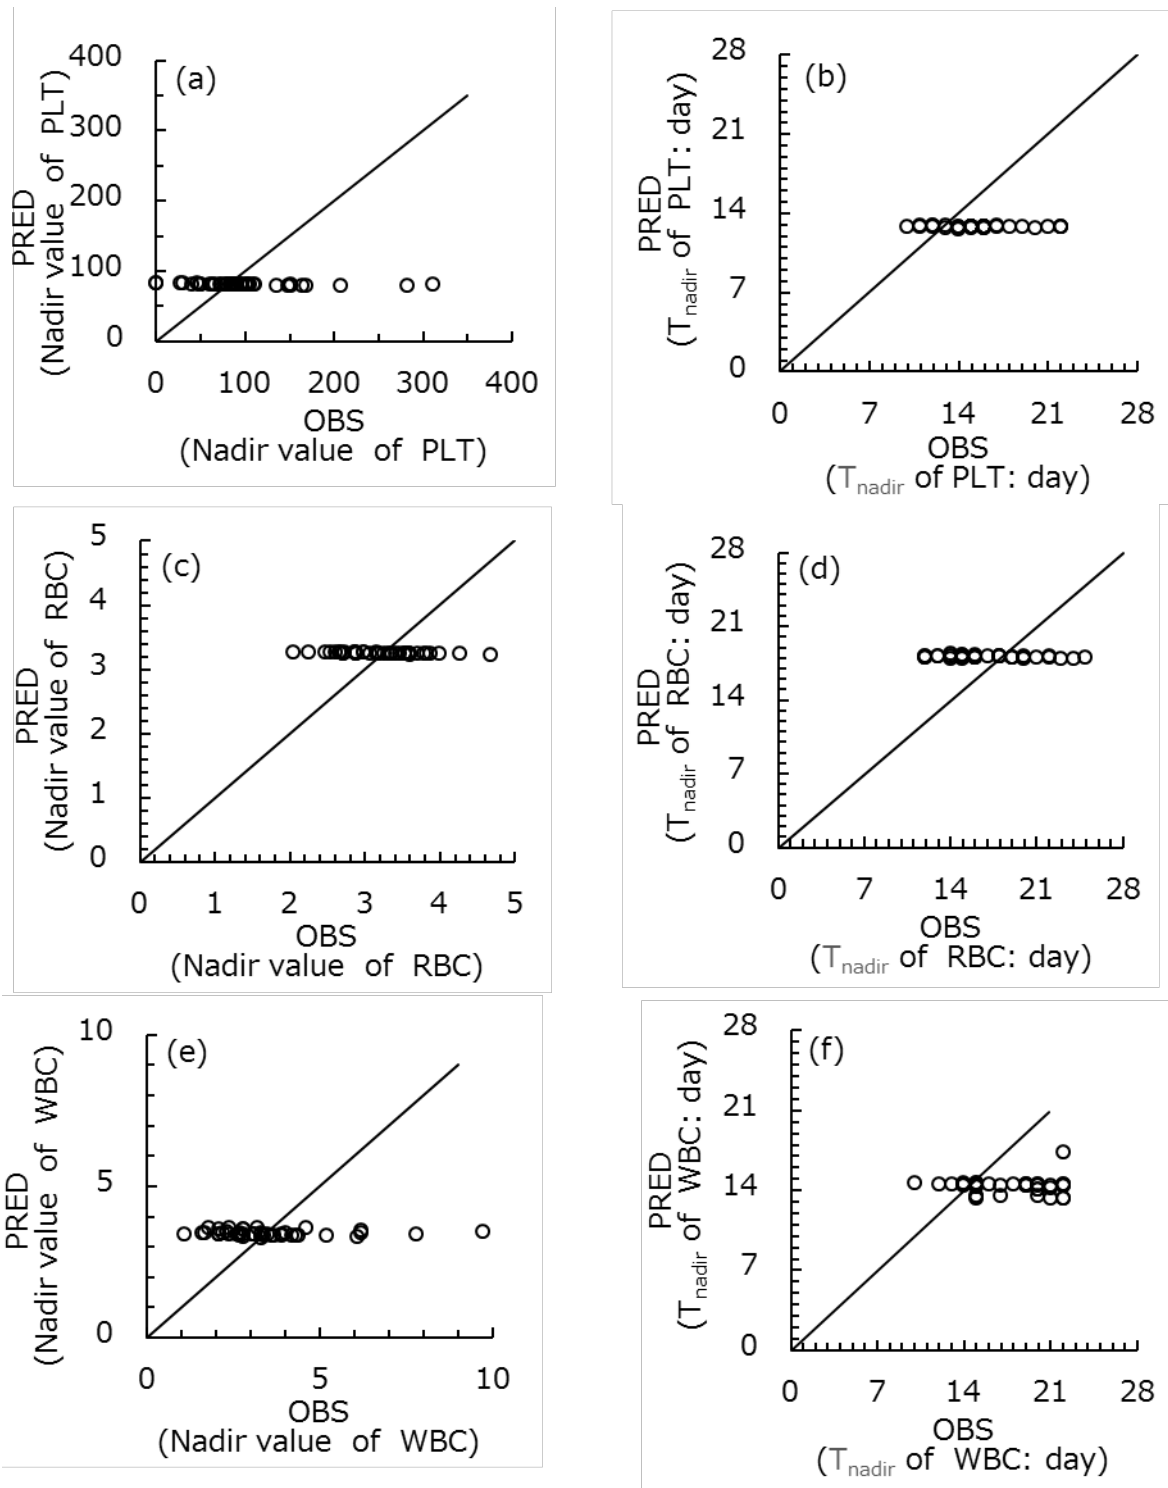 (a)
PRED
(Nadir value of PLT)
400
300
200
100
0
0 100 200 300 400
OBS
(Nadir value of PLT)
(b)
PRED
(Tnadir of PLT: day)
28
21
14
7
0
0 7 14 21 28
OBS
(Tnadir of PLT: day)
(c)
PRED
(Nadir value of RBC)
5
4
3
2
1
0
0 1 2 3 4 5
OBS
(Nadir value of RBC)
(d)
PRED
(Tnadir of RBC: day)
28
21
14
7
0
0 7 14 21 28
OBS
(Tnadir of RBC: day)
(e)
PRED
(Nadir value of WBC)
10
5
0
0 5 10
OBS
(Nadir value of WBC)
(f)
PRED
(Tnadir of WBC: day)
28
21
14
7
0
0 7 14 21 28
OBS
(Tnadir of WBC: day)